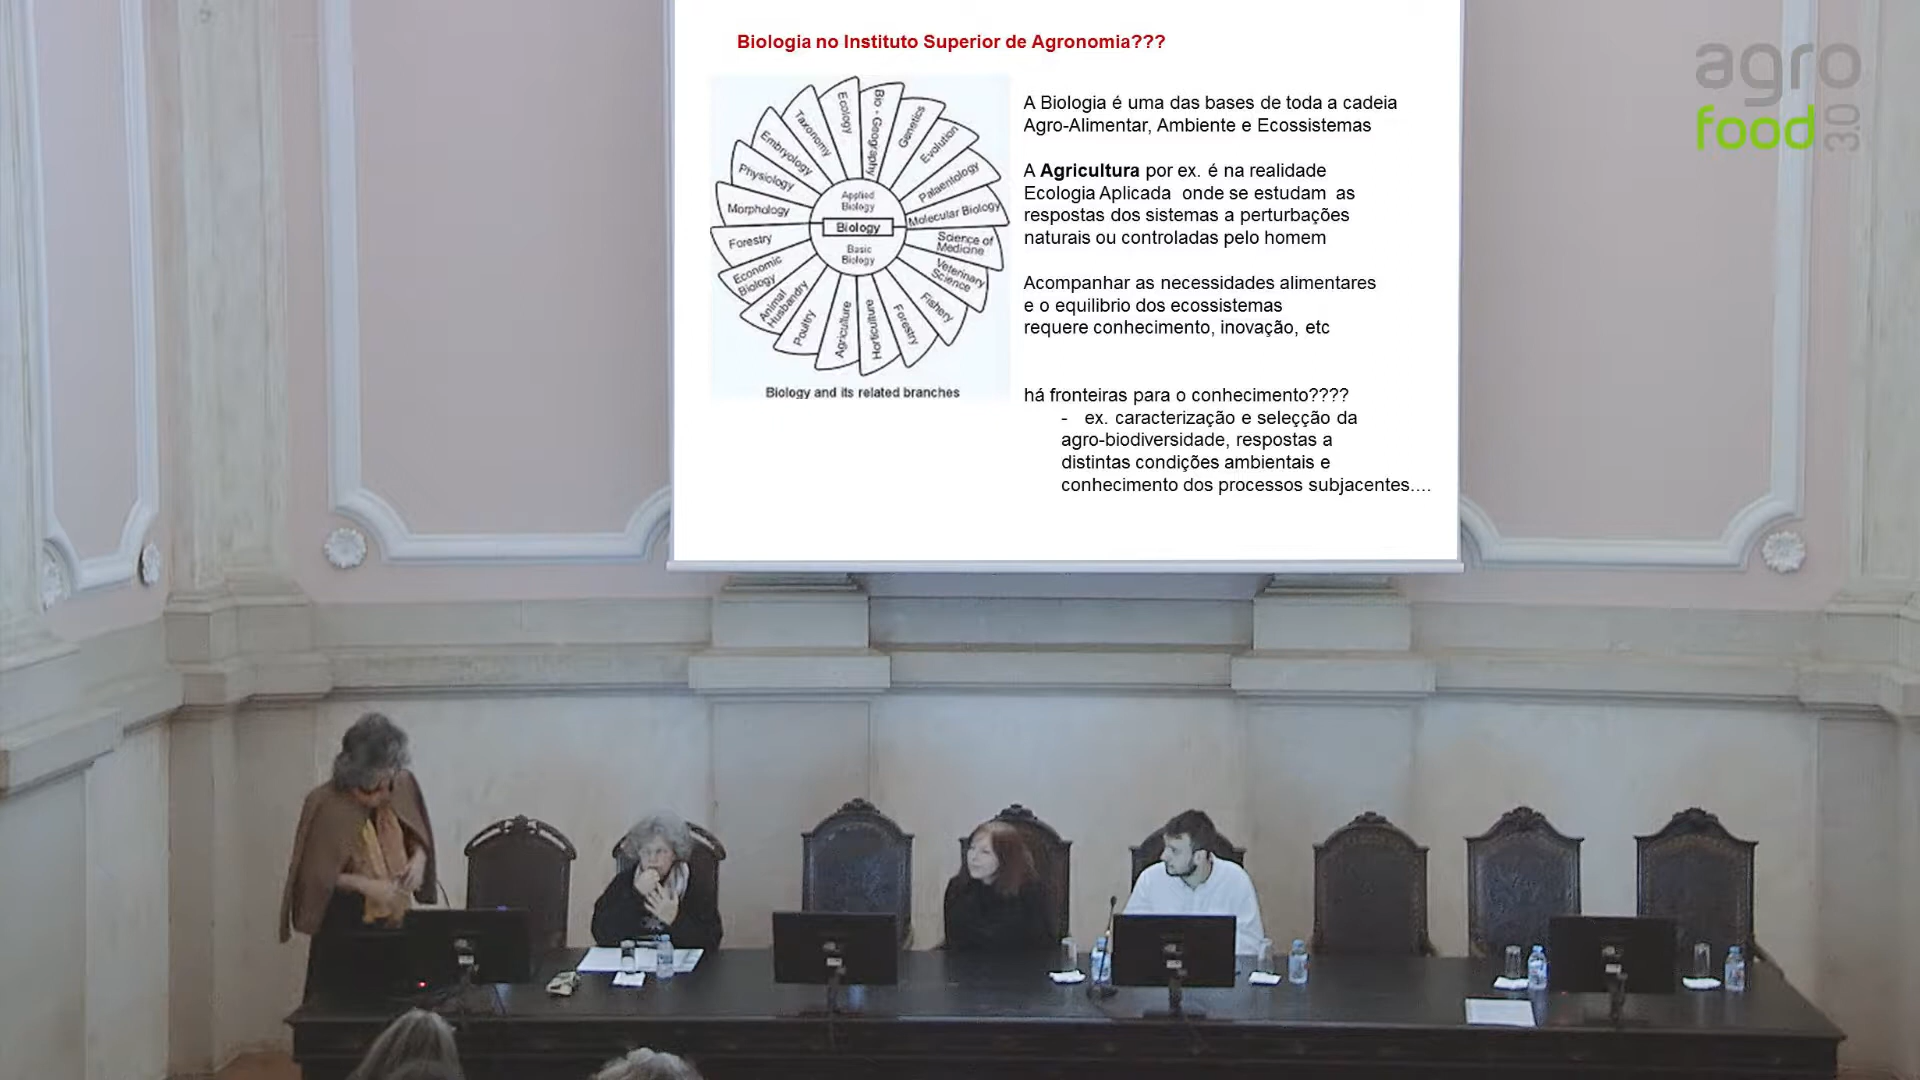 Biologia no Instituto Superior de Agronomia???
agro
food
3.0
A Biologia é uma das bases de toda a cadeia
Agro-Alimentar, Ambiente e Ecossistemas
A Agricultura por ex. é na realidade
Ecologia Aplicada onde se estudam as
respostas dos sistemas a perturbações
naturais ou controladas pelo homem
Acompanhar as necessidades alimentares
e o equilibrio dos ecossistemas
requere conhecimento, inovação, etc
há fronteiras para o conhecimento????
- ex. caracterização e selecção da
agro-biodiversidade, respostas a
distintas condições ambientais e
conhecimento dos processos subjacentes....
Applied
Biology
Biology
Basic
Biology
Ecology
Bio - Geography
Genetics
Evolution
Palaentology
Molecular Biology
Science of
Medicine
Veterinary
Science
Fishery
Forestry
Horticulture
Agriculture
Poultry
Animal
Husbandry
Economic
Biology
Forestry
Morphology
Physiology
Embryology
Taxonomy
Biology and its related branches